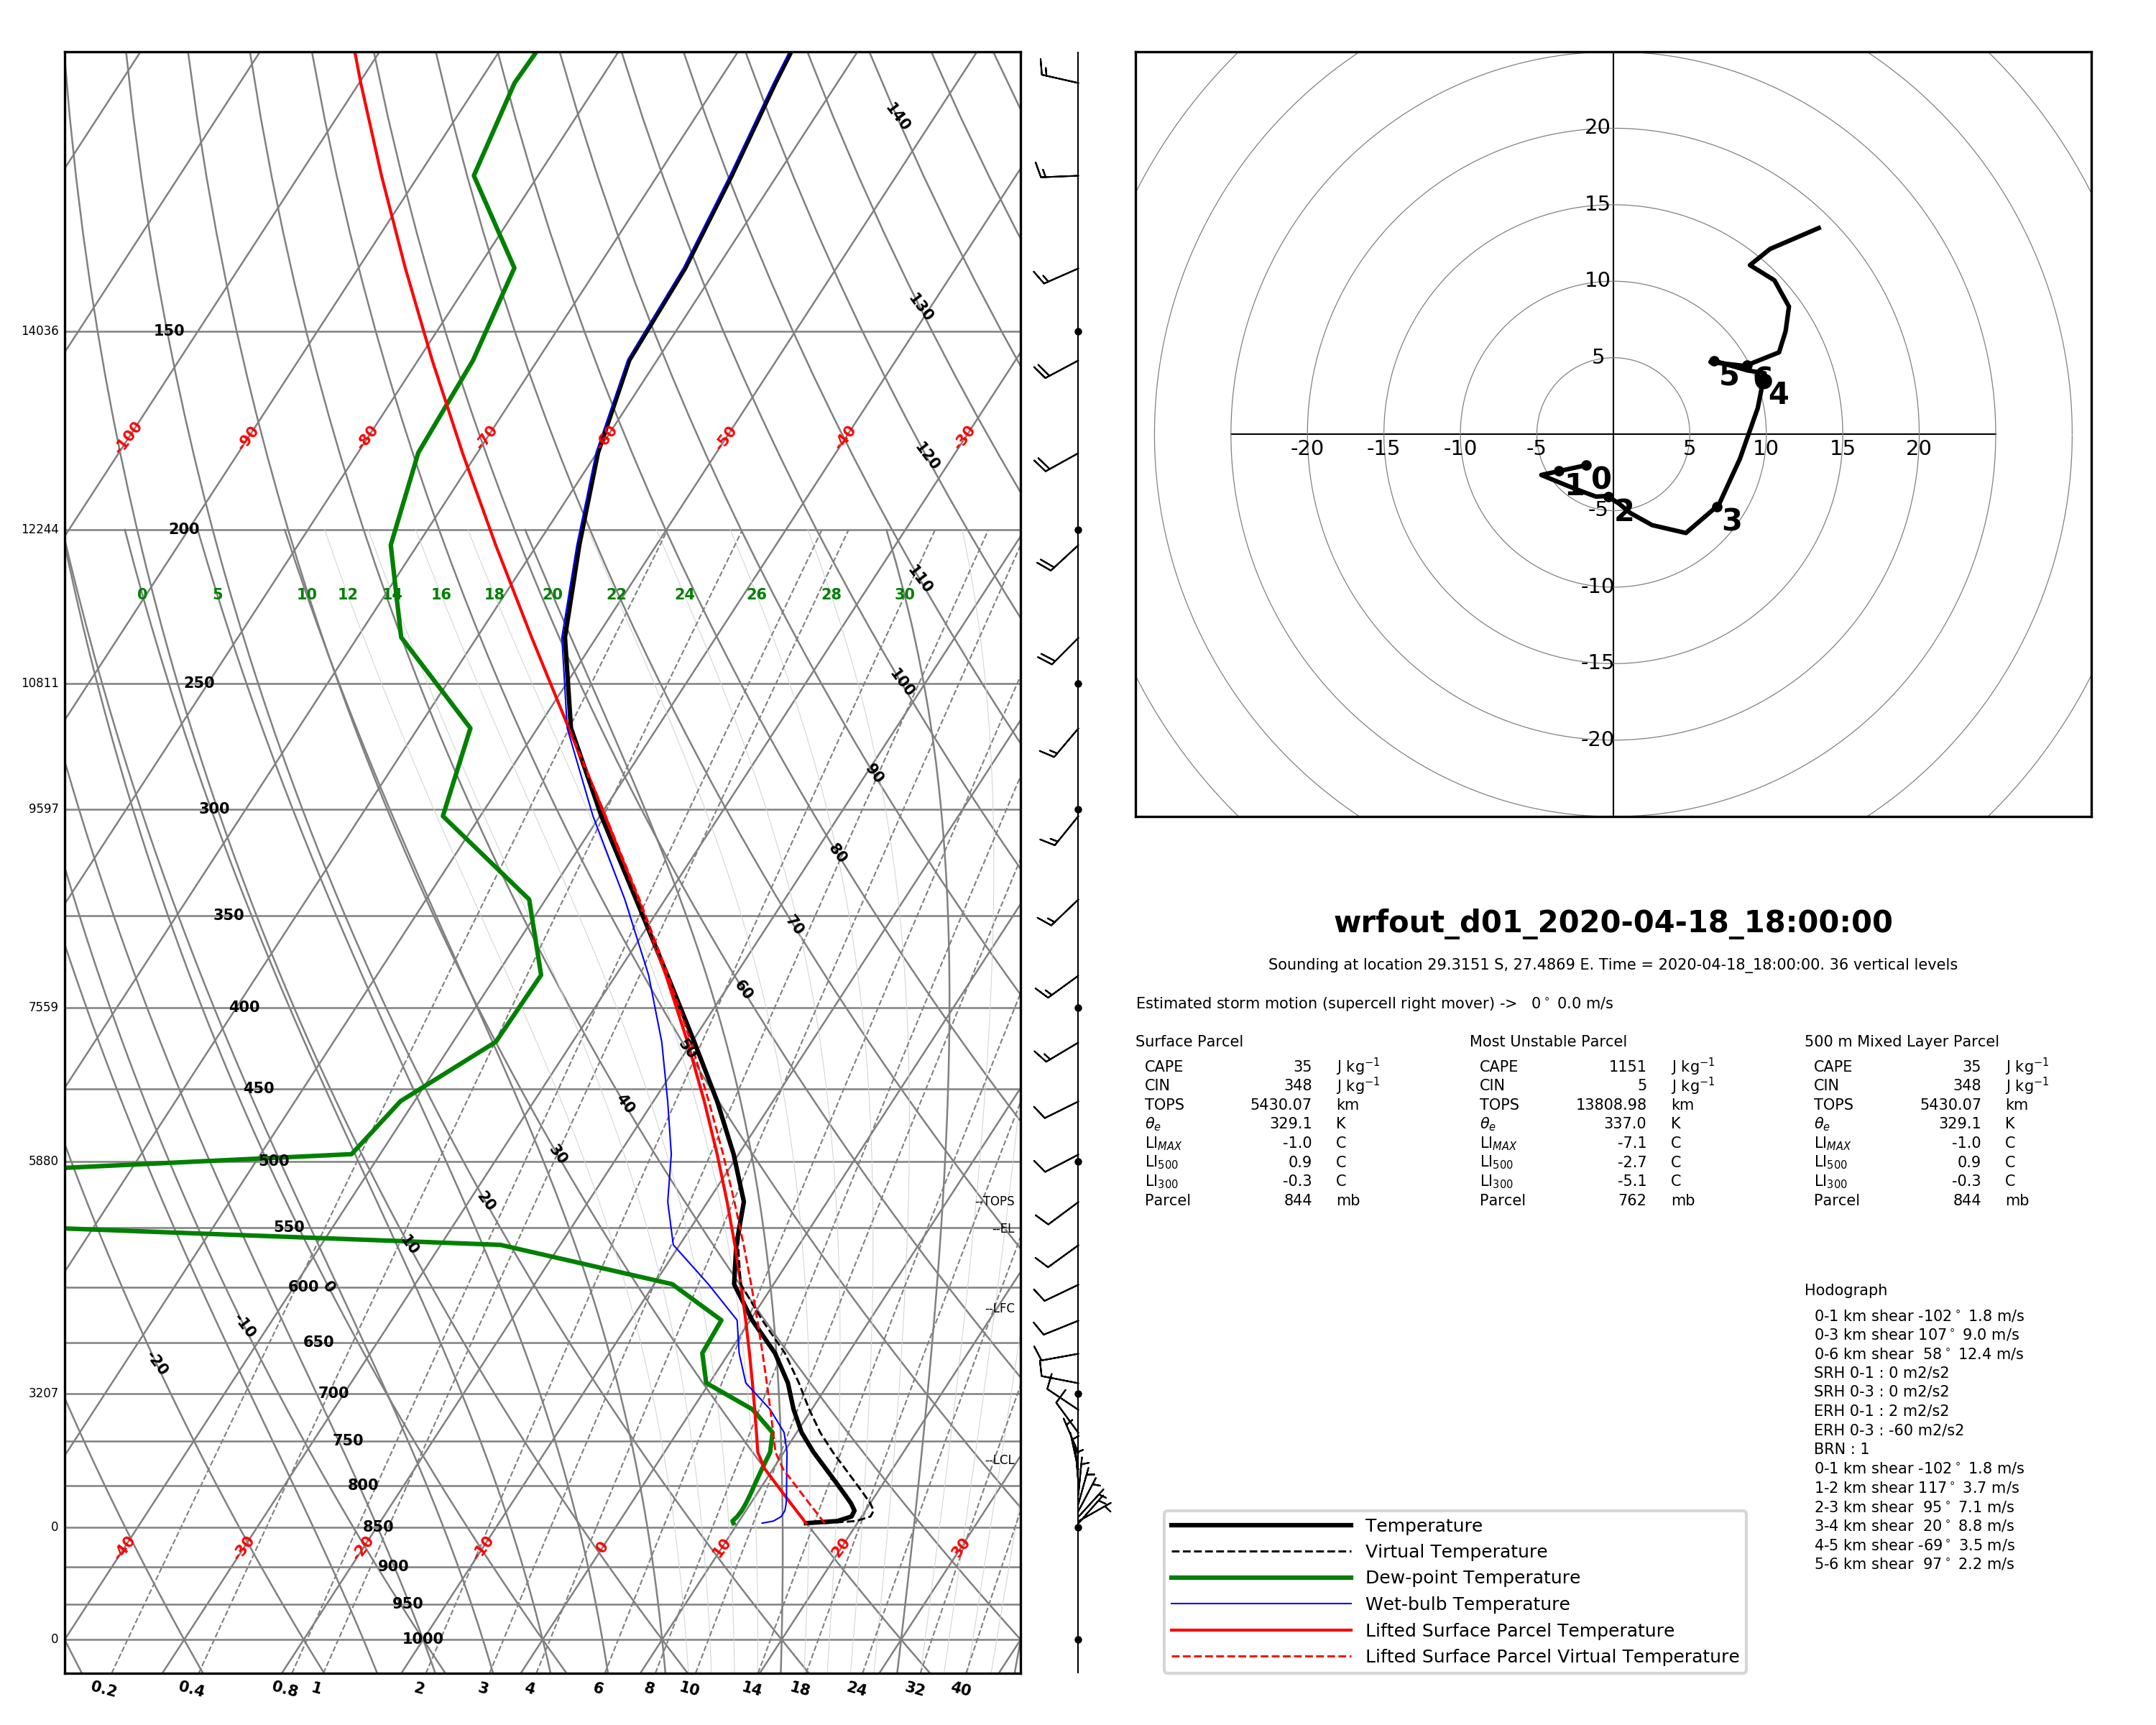 140
130
14036 150
-100 -90 -80 -70 -60 -50 -40 -30
120
12244 200
110
0 5 10 12 14 16 18 20 22 24 26 28 30
10811 250
100
90
9597 300
80
350
70
7559 400
60
50
450
40
5880 500
30
20
--TOPS
550
--EL
10
600 0
--LFC
-10
650
-20
3207 700
750
--LCL
800
0 850
-40 -30 -20 -10 0 10 20 30
900
950
0 1000
0.2 0.4 0.8 1 2 3 4 6 8 10 14 18 24 32 40
20
15
10
5
5 6
4
-20 -15 -10 -5 5 10 15 20
1 0
-5 2 3
-10
-15
-20
wrfout_d01_2020-04-18_18:00:00
Sounding at location 29.3151 S, 27.4869 E. Time = 2020-04-18_18:00:00. 36 vertical levels
Estimated storm motion (supercell right mover) -> 0° 0.0 m/s
Surface Parcel
CAPE 35 J kg⁻¹
CIN 348 J kg⁻¹
TOPS 5430.07 km
θₑ 329.1 K
LI_MAX -1.0 C
LI₅₀₀ 0.9 C
LI₃₀₀ -0.3 C
Parcel 844 mb
Most Unstable Parcel
CAPE 1151 J kg⁻¹
CIN 5 J kg⁻¹
TOPS 13808.98 km
θₑ 337.0 K
LI_MAX -7.1 C
LI₅₀₀ -2.7 C
LI₃₀₀ -5.1 C
Parcel 762 mb
500 m Mixed Layer Parcel
CAPE 35 J kg⁻¹
CIN 348 J kg⁻¹
TOPS 5430.07 km
θₑ 329.1 K
LI_MAX -1.0 C
LI₅₀₀ 0.9 C
LI₃₀₀ -0.3 C
Parcel 844 mb
Hodograph
0-1 km shear -102° 1.8 m/s
0-3 km shear 107° 9.0 m/s
0-6 km shear 58° 12.4 m/s
SRH 0-1 : 0 m2/s2
SRH 0-3 : 0 m2/s2
ERH 0-1 : 2 m2/s2
ERH 0-3 : -60 m2/s2
BRN : 1
0-1 km shear -102° 1.8 m/s
1-2 km shear 117° 3.7 m/s
2-3 km shear 95° 7.1 m/s
3-4 km shear 20° 8.8 m/s
4-5 km shear -69° 3.5 m/s
5-6 km shear 97° 2.2 m/s
Temperature
Virtual Temperature
Dew-point Temperature
Wet-bulb Temperature
Lifted Surface Parcel Temperature
Lifted Surface Parcel Virtual Temperature